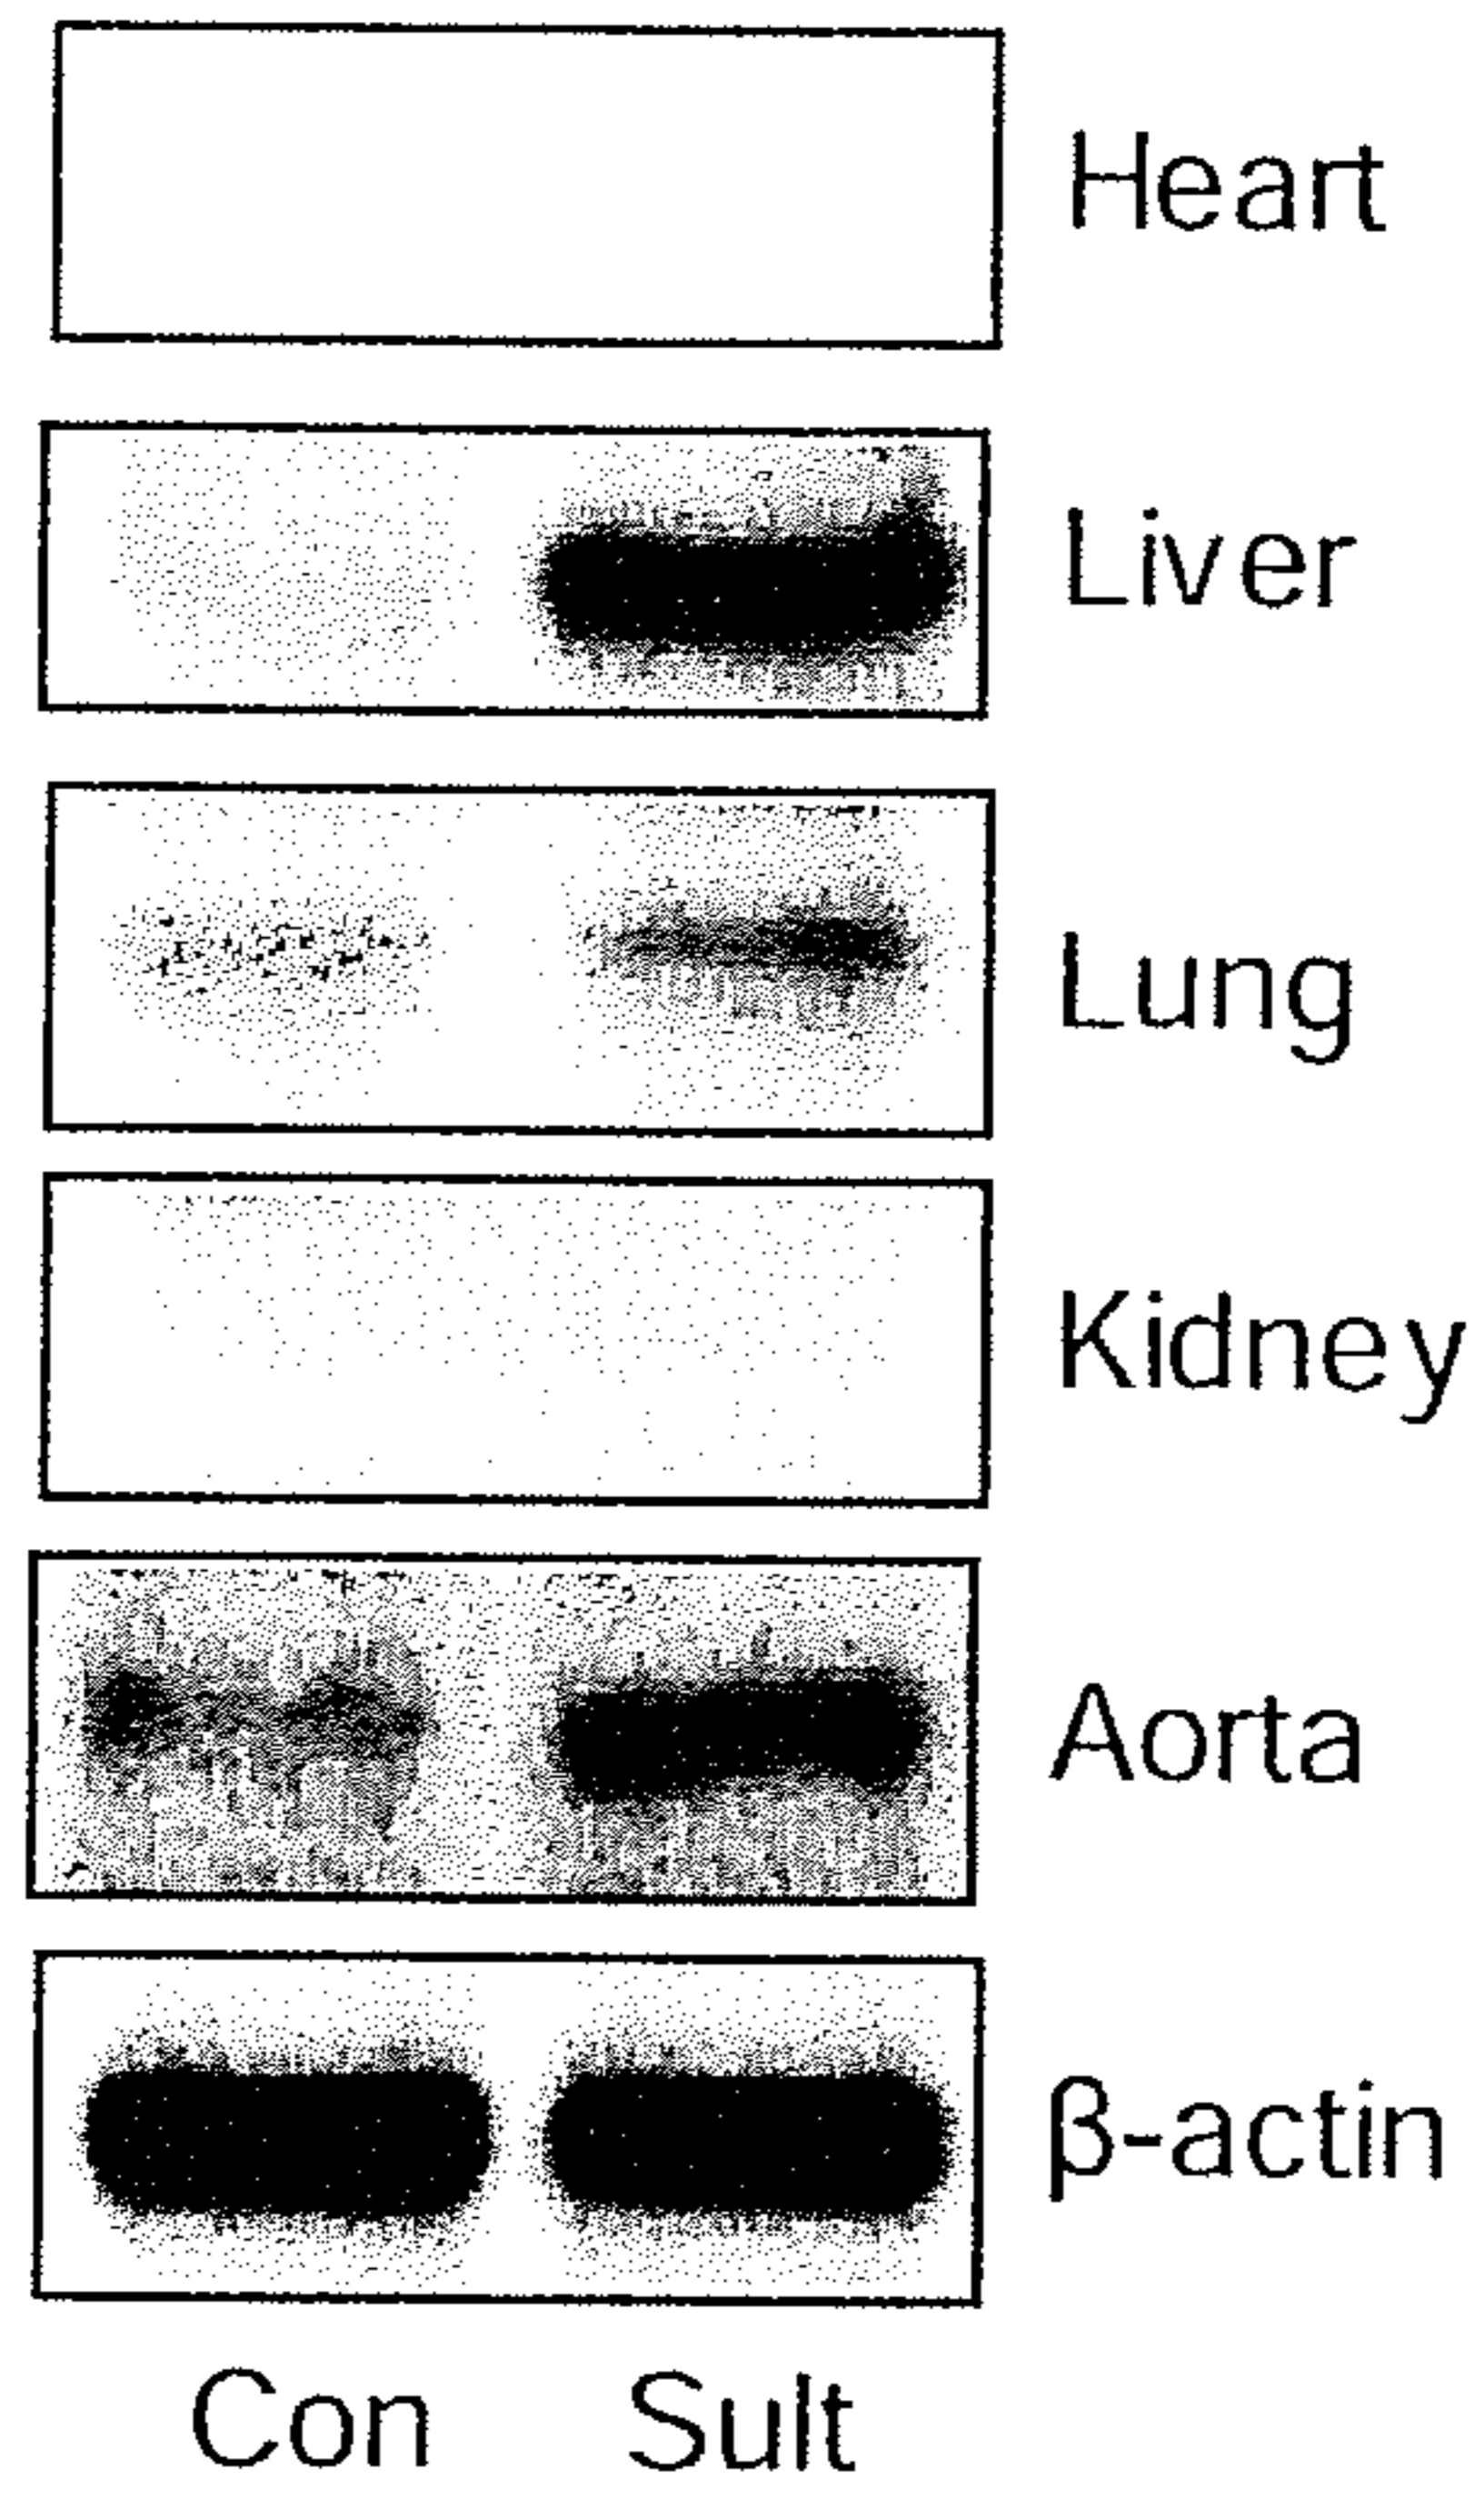 Heart
Liver
Lung
Kidney
Aorta
β-actin
Con Sult